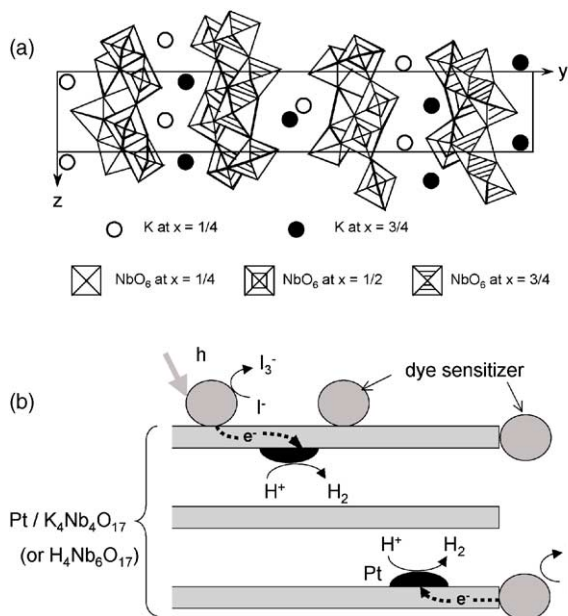 (a)
y
z
K at x = 1/4
K at x = 3/4
NbO₆ at x = 1/4
NbO₆ at x = 1/2
NbO₆ at x = 3/4
(b)
h
I₃⁻
I⁻
dye sensitizer
e⁻
H⁺
H₂
Pt / K₄Nb₄O₁₇
(or H₄Nb₆O₁₇)
H⁺
H₂
Pt
e⁻